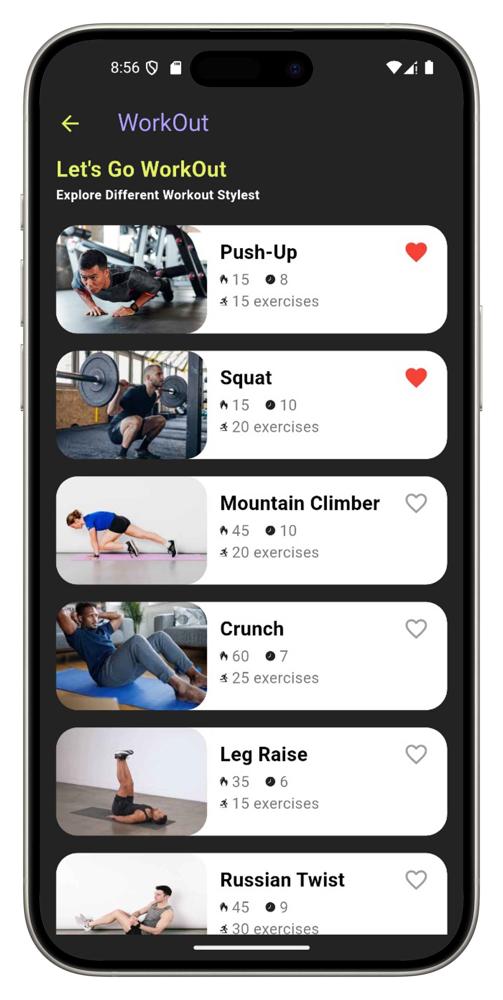 8:56
WorkOut
Let's Go WorkOut
Explore Different Workout Stylest
Push-Up
15 8
15 exercises
Squat
15 10
20 exercises
Mountain Climber
45 10
20 exercises
Crunch
60 7
25 exercises
Leg Raise
35 6
15 exercises
Russian Twist
45 9
30 exercises